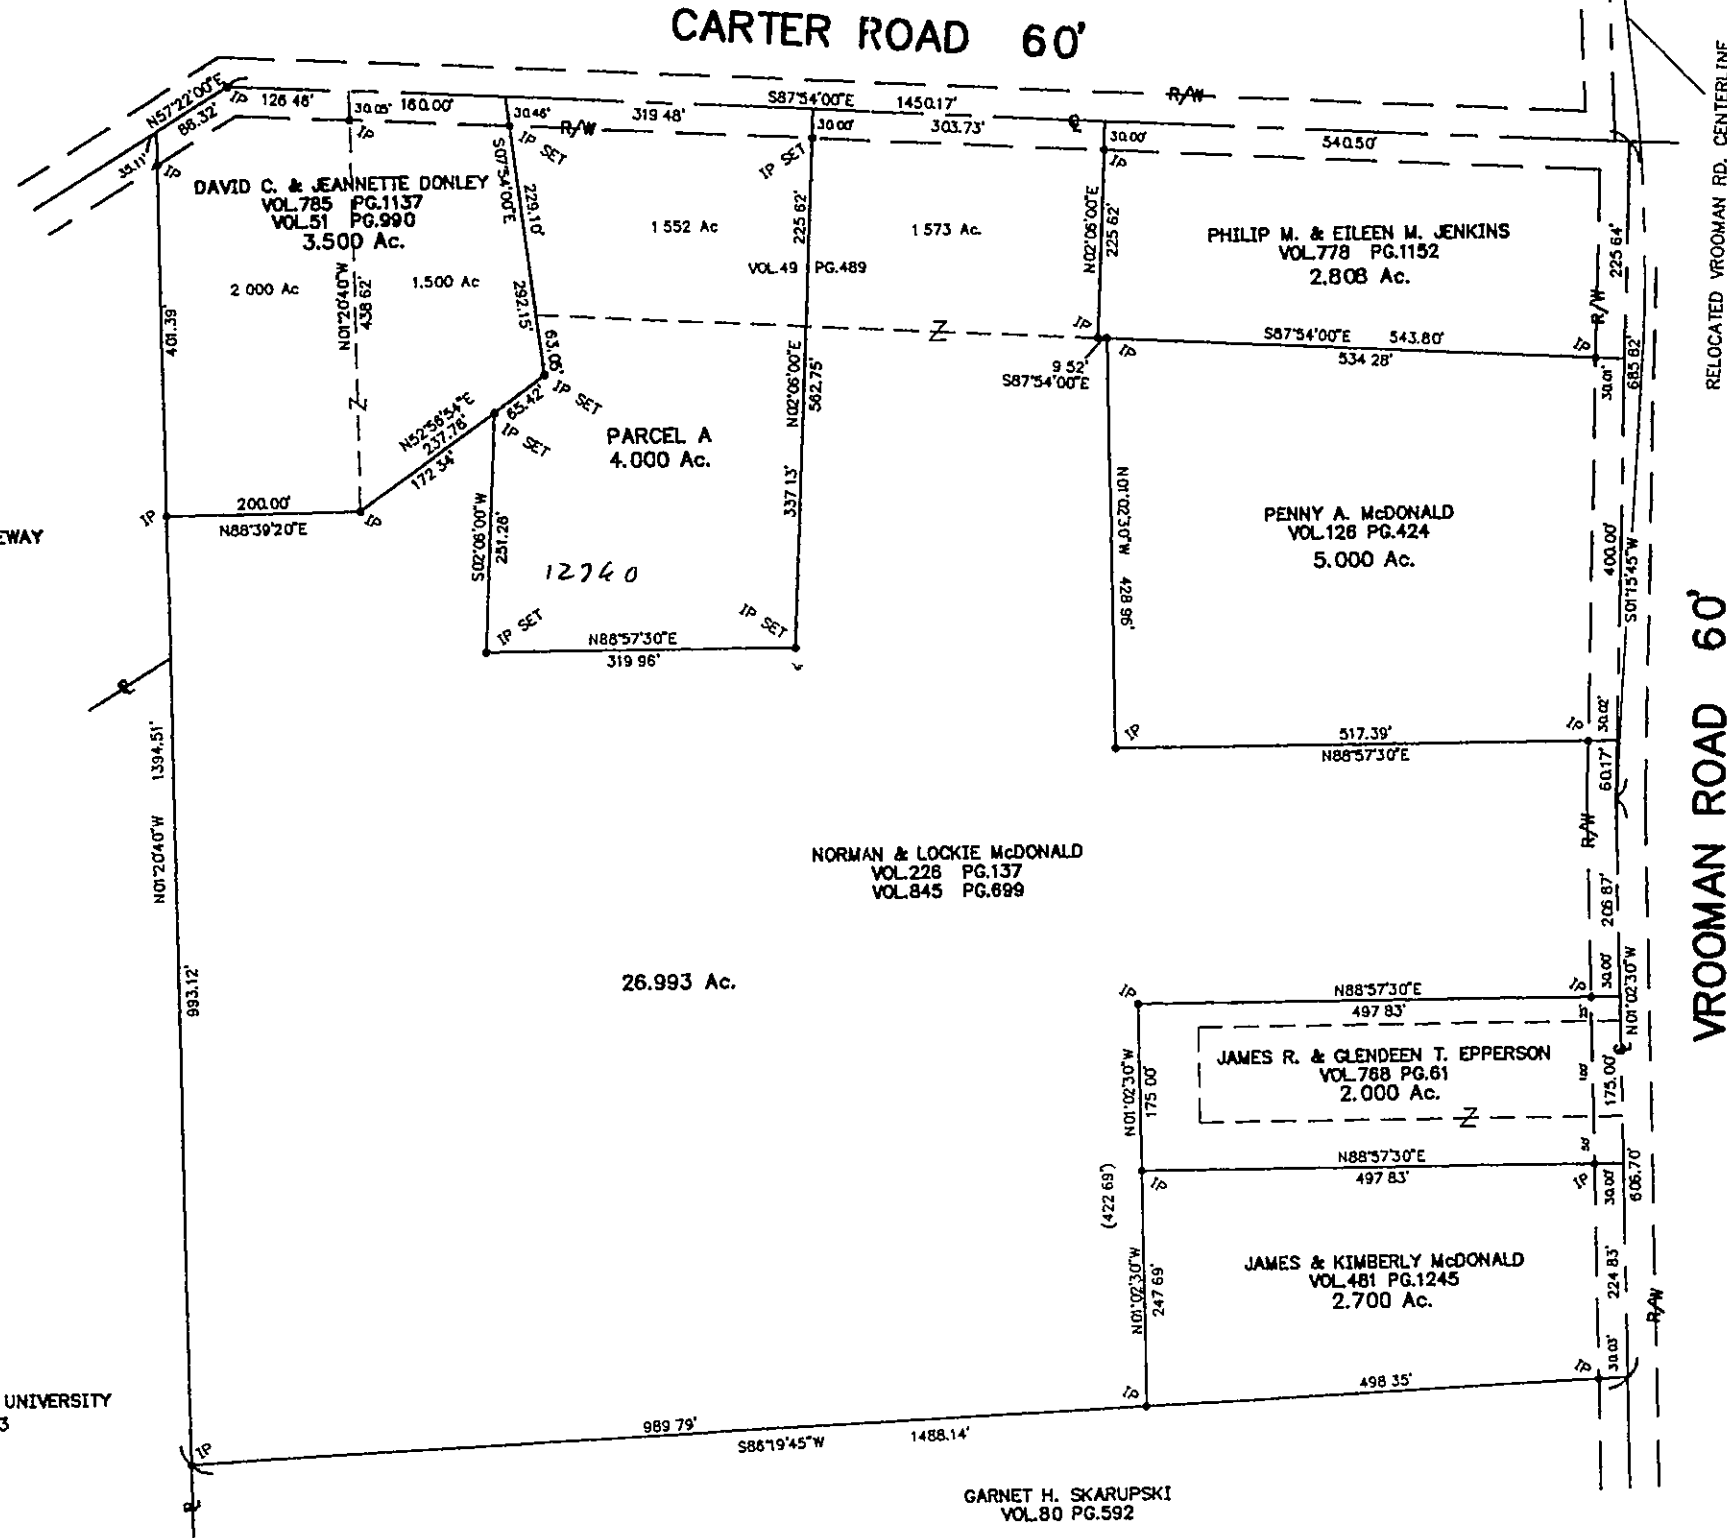 CARTER ROAD 60'
RELOCATED VROOMAN RD. CENTERLINE
N57°22'00"E
86.32'
35.11'
IP
126 46'
30.05'
160.00'
IP
30.46'
R/W
IP SET
319 48'
S87°54'00"E 1450.17'
30.00'
303.73'
IP SET
℄
R/W
30.00'
IP
540.50'
IP
DAVID C. & JEANNETTE DONLEY
VOL.785 PG.1137
VOL.51 PG.990
3.500 Ac.
2 000 Ac
1.500 Ac
N01°20'40"W
438 62'
401.39'
S07°54'00"E
229.10'
292.15'
63.05'
1 552 Ac
1 573 Ac.
VOL.49 PG.489
225 62'
N02°06'00"E
562.75'
337 13'
N02°06'00"E
225 62'
PHILIP M. & EILEEN M. JENKINS
VOL.778 PG.1152
2.808 Ac.
225 64'
R/W
IP
9 52'
S87°54'00"E
IP
S87°54'00"E 543.80'
534 28'
IP
30.01'
685 82'
Z
Z
IP SET
65.42'
IP SET
N52°56'54"E
237.78'
172 34'
IP
200.00'
N88°39'20"E
IP
EWAY
PARCEL A
4.000 Ac.
S02°06'00"W
251.26'
12740
IP SET
IP SET
N88°57'30"E
319 96'
N01°02'30"W 428 96'
PENNY A. McDONALD
VOL.126 PG.424
5.000 Ac.
400.00'
S01°15'45"W
30.02'
IP
IP
517.39'
N88°57'30"E
60.17'
R/W
206 87'
VROOMAN ROAD 60'
℄
N01°20'40"W 1394.51'
993.12'
NORMAN & LOCKIE McDONALD
VOL.226 PG.137
VOL.845 PG.699
26.993 Ac.
IP
N88°57'30"E
497 83'
IP
30.00'
N01°02'30"W
JAMES R. & GLENDEEN T. EPPERSON
VOL.768 PG.61
2.000 Ac.
Z
N01°02'30"W
175 00'
100'
175.00'
50'
N88°57'30"E
497 83'
IP
IP
30.00'
606.70'
(422 69')
JAMES & KIMBERLY McDONALD
VOL.481 PG.1245
2.700 Ac.
N01°02'30"W
247 69'
224 83'
R/W
30.03'
IP
IP
498 35'
UNIVERSITY
3
IP
989 79'
S86°19'45"W 1488.14'
GARNET H. SKARUPSKI
VOL.80 PG.592